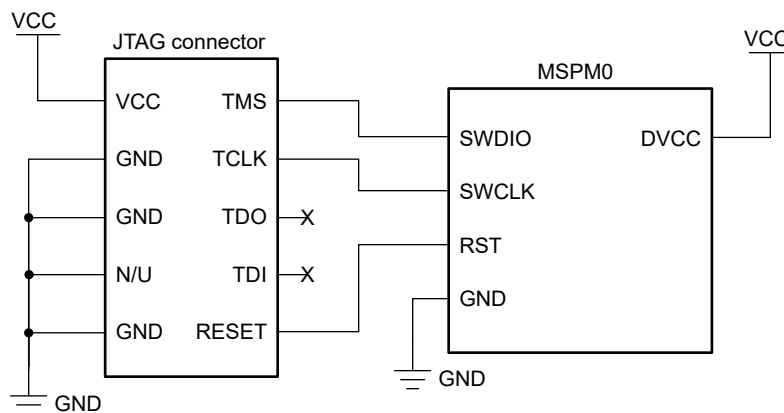 VCC
JTAG connector
VCC TMS
GND TCLK
GND TDO X
N/U TDI X
GND RESET
GND
VCC
MSPM0
SWDIO DVCC
SWCLK
RST
GND
GND